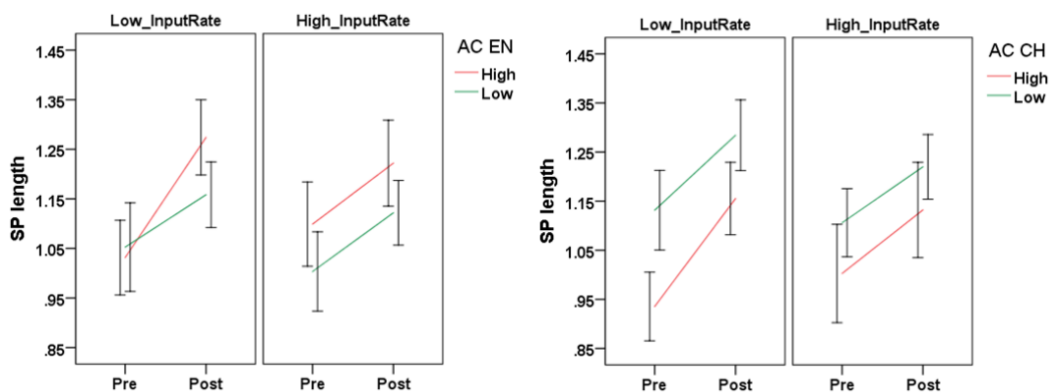 Low_InputRate High_InputRate
AC EN
High
Low
SP length
1.45
1.35
1.25
1.15
1.05
.95
.85
Pre Post Pre Post
Low_InputRate High_InputRate
AC CH
High
Low
SP length
1.45
1.35
1.25
1.15
1.05
.95
.85
Pre Post Pre Post